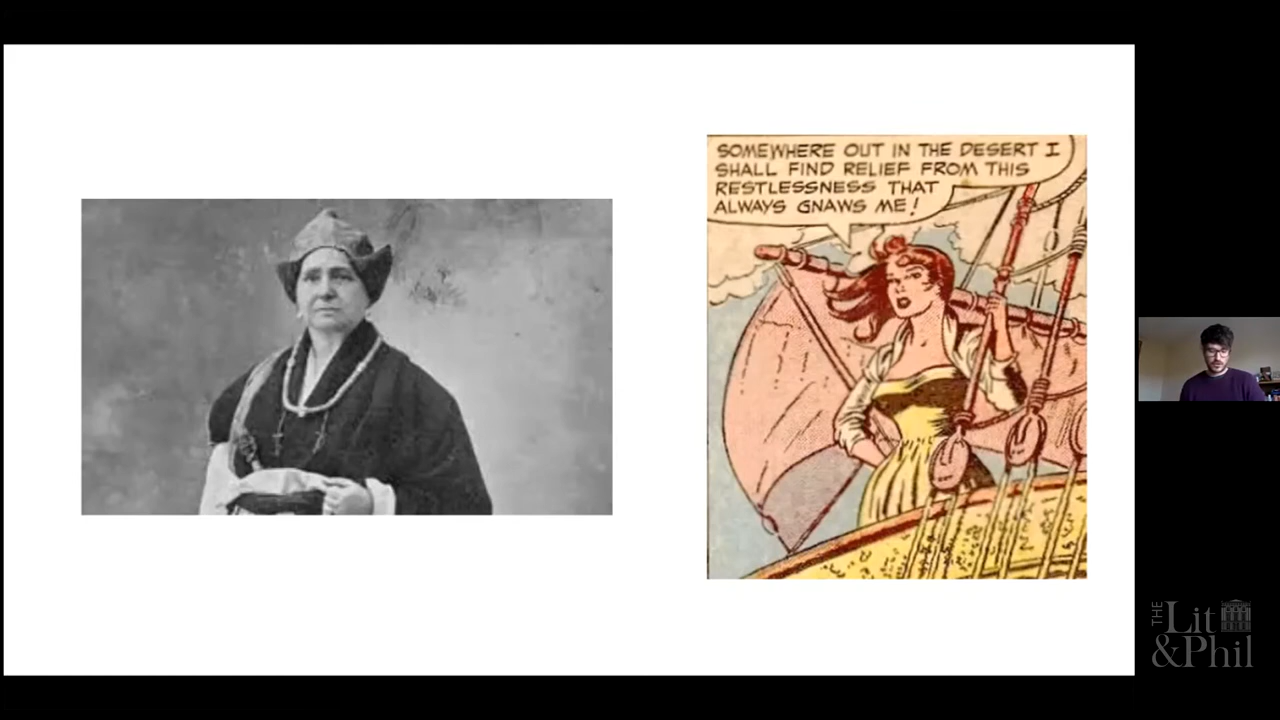 SOMEWHERE OUT IN THE DESERT I
SHALL FIND RELIEF FROM THIS
RESTLESSNESS THAT
ALWAYS GNAWS ME!
THE
Lit
&Phil